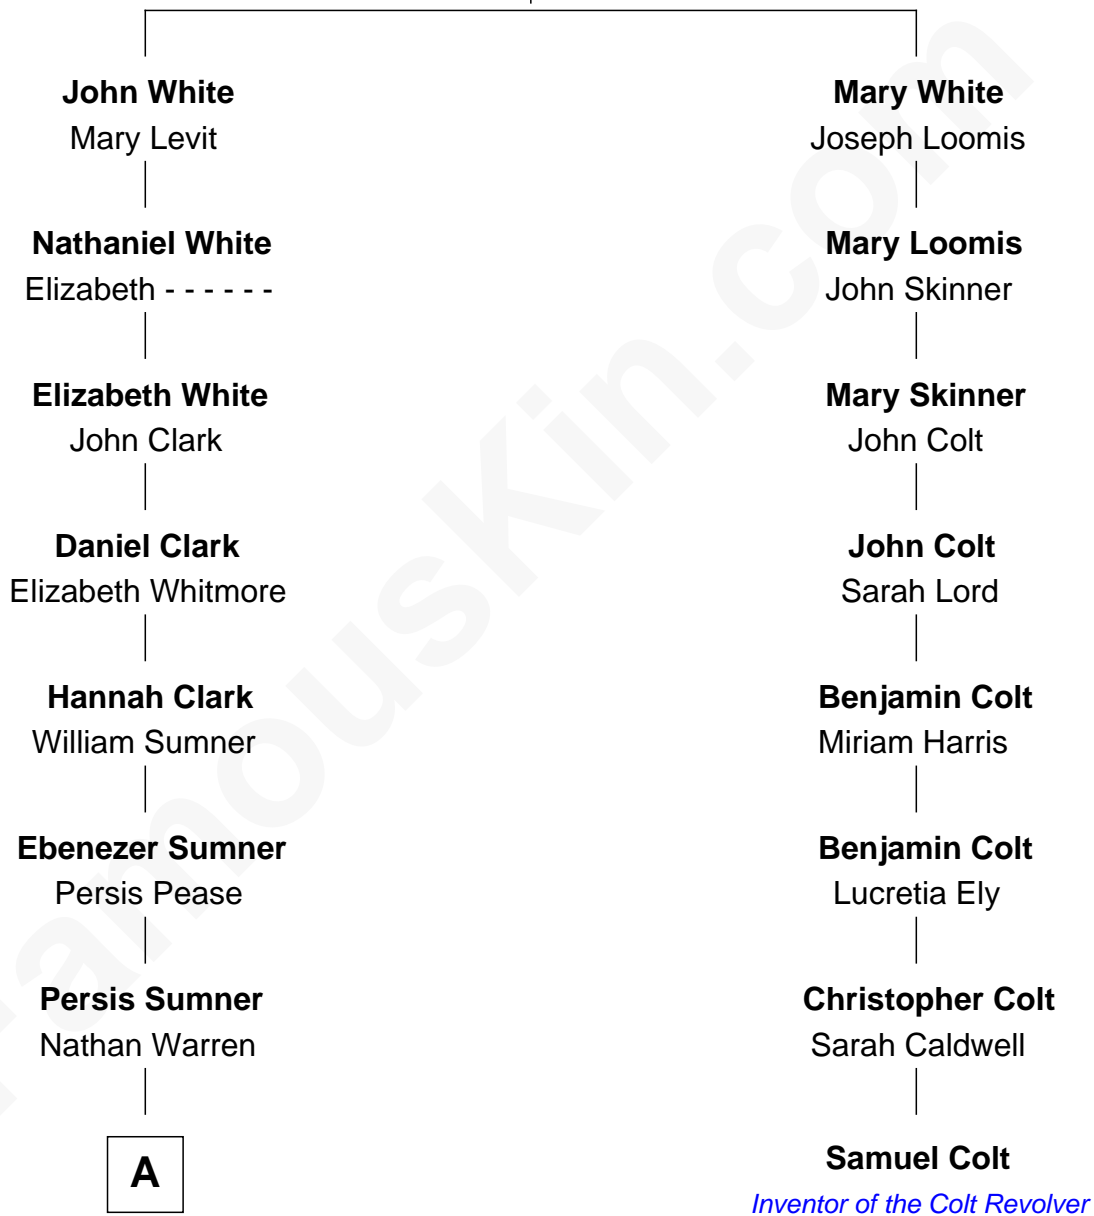 John White
Mary Levit
Mary White
Joseph Loomis
Nathaniel White
Elizabeth - - - - - -
Mary Loomis
John Skinner
Elizabeth White
John Clark
Mary Skinner
John Colt
Daniel Clark
Elizabeth Whitmore
John Colt
Sarah Lord
Hannah Clark
William Sumner
Benjamin Colt
Miriam Harris
Ebenezer Sumner
Persis Pease
Benjamin Colt
Lucretia Ely
Persis Sumner
Nathan Warren
Christopher Colt
Sarah Caldwell
A
Samuel Colt
Inventor of the Colt Revolver
FamousKin.com